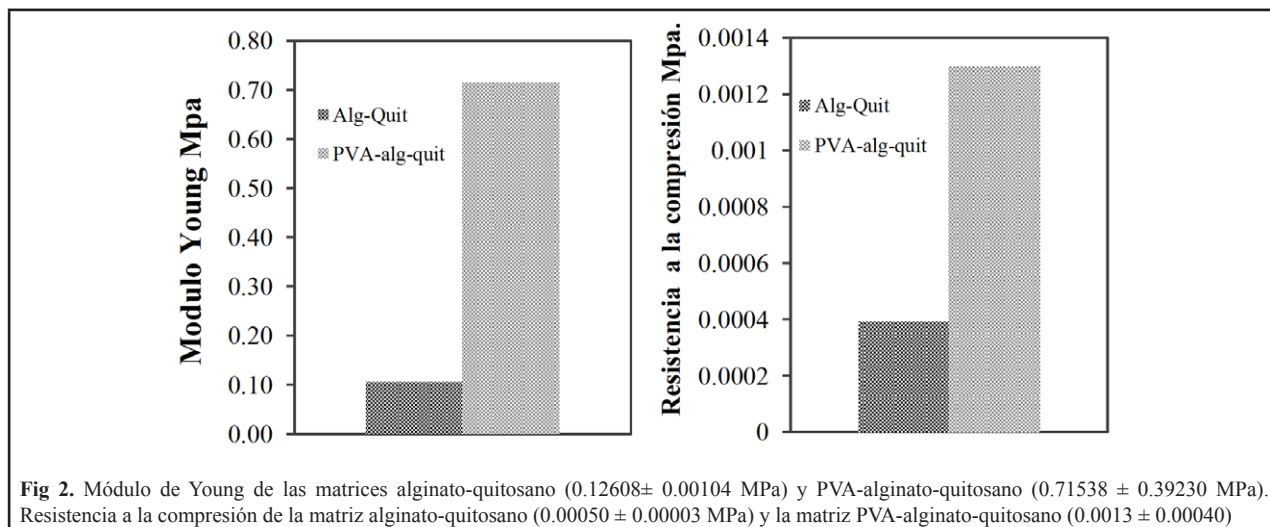 Modulo Young Mpa
0.80
0.70
0.60
0.50
0.40
0.30
0.20
0.10
0.00
Alg-Quit
PVA-alg-quit
Resistencia a la compresión Mpa.
0.0014
0.0012
0.001
0.0008
0.0006
0.0004
0.0002
0
Alg-Quit
PVA-alg-quit
Fig 2. Módulo de Young de las matrices alginato-quitosano (0.12608± 0.00104 MPa) y PVA-alginato-quitosano (0.71538 ± 0.39230 MPa).
Resistencia a la compresión de la matriz alginato-quitosano (0.00050 ± 0.00003 MPa) y la matriz PVA-alginato-quitosano (0.0013 ± 0.00040)